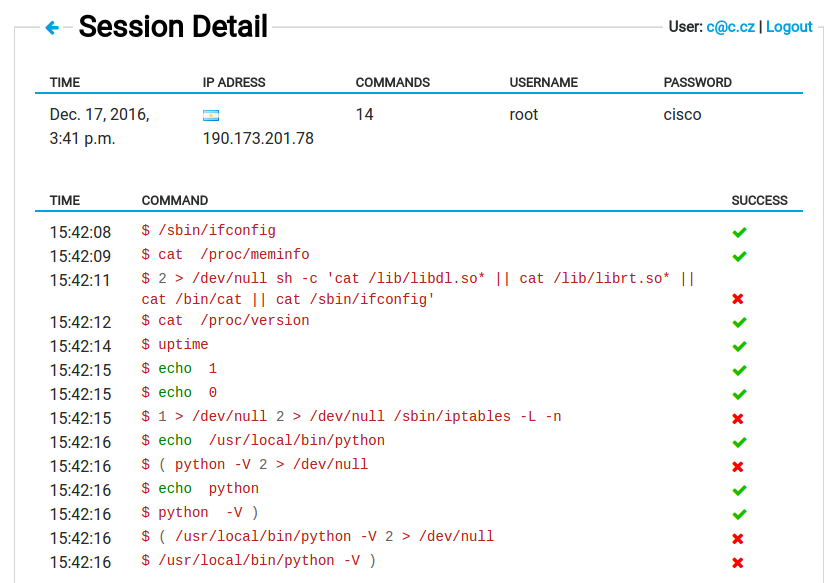 Session Detail
User: c@c.cz | Logout
TIME IP ADRESS COMMANDS USERNAME PASSWORD
Dec. 17, 2016, 14 root cisco
3:41 p.m. 190.173.201.78
TIME COMMAND SUCCESS
15:42:08 $ /sbin/ifconfig
15:42:09 $ cat  /proc/meminfo
15:42:11 $ 2 > /dev/null sh -c 'cat /lib/libdl.so* || cat /lib/librt.so* ||
cat /bin/cat || cat /sbin/ifconfig'
15:42:12 $ cat  /proc/version
15:42:14 $ uptime
15:42:15 $ echo  1
15:42:15 $ echo  0
15:42:15 $ 1 > /dev/null 2 > /dev/null /sbin/iptables -L -n
15:42:16 $ echo  /usr/local/bin/python
15:42:16 $ ( python -V 2 > /dev/null
15:42:16 $ echo  python
15:42:16 $ python  -V )
15:42:16 $ ( /usr/local/bin/python -V 2 > /dev/null
15:42:16 $ /usr/local/bin/python -V )